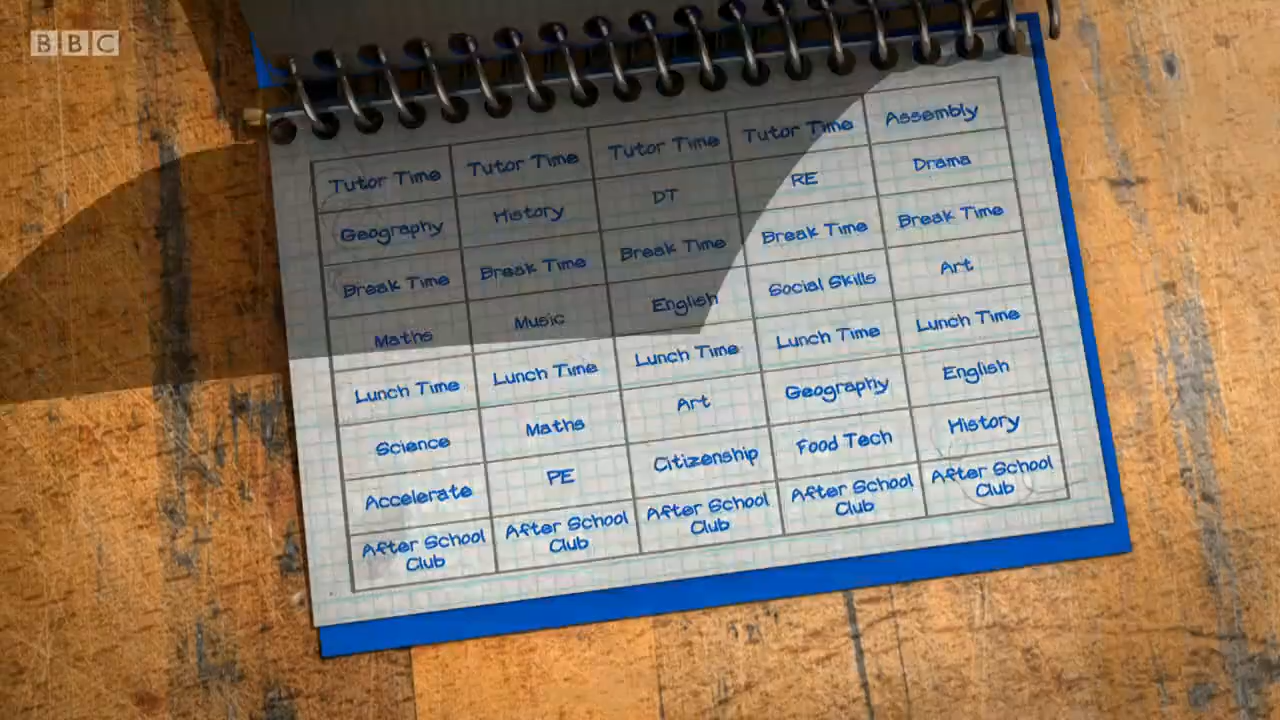 BBC
Tutor Time Tutor Time Tutor Time Tutor Time Assembly
Geography History DT RE Drama
Break Time Break Time Break Time Break Time Break Time
Maths Music English Social Skills Art
Lunch Time Lunch Time Lunch Time Lunch Time Lunch Time
Science Maths Art Geography English
Accelerate PE Citizenship Food Tech History
After School Club After School Club After School Club After School Club After School Club